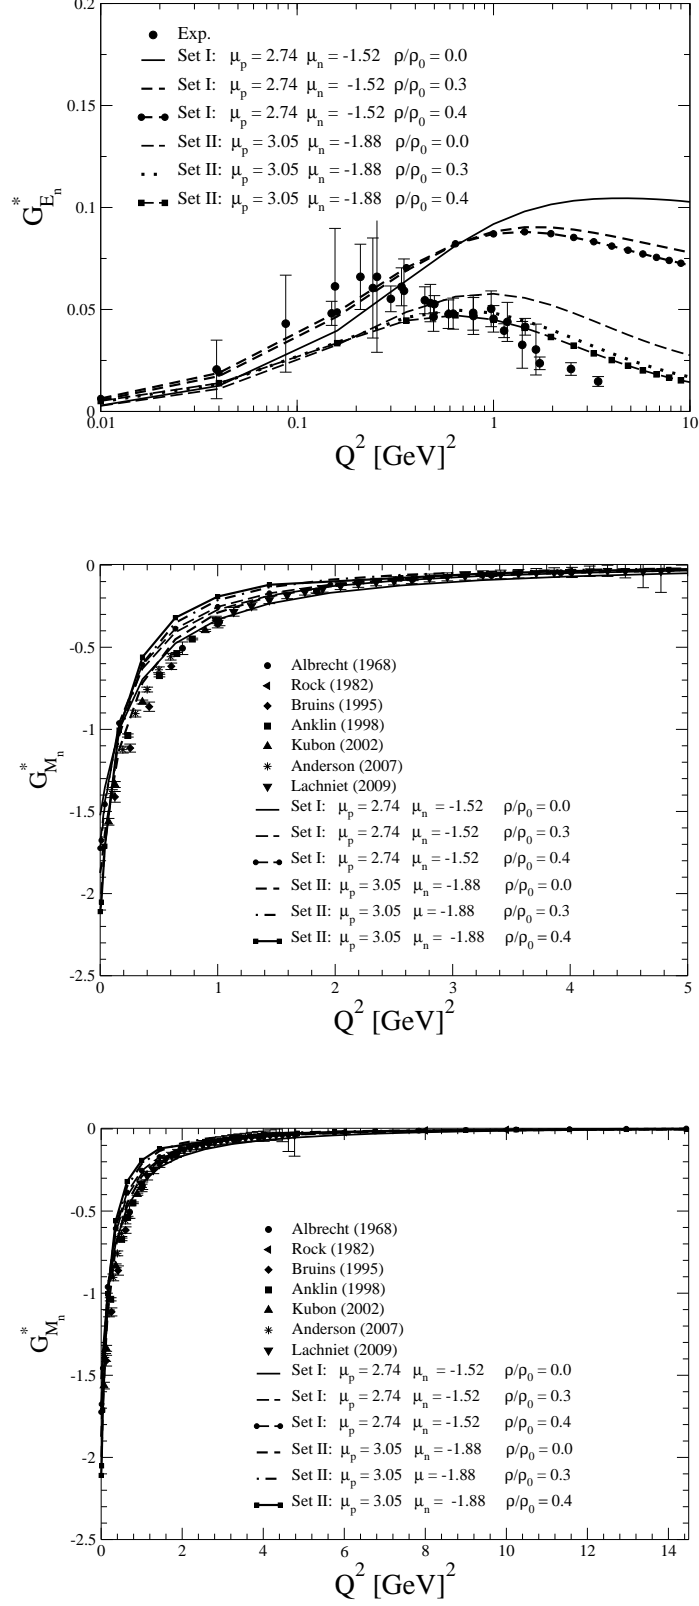 0.2
0.15
0.1
0.05
0
G*En
Exp.
Set I: μp = 2.74 μn = -1.52 ρ/ρ0 = 0.0
Set I: μp = 2.74 μn = -1.52 ρ/ρ0 = 0.3
Set I: μp = 2.74 μn = -1.52 ρ/ρ0 = 0.4
Set II: μp = 3.05 μn = -1.88 ρ/ρ0 = 0.0
Set II: μp = 3.05 μn = -1.88 ρ/ρ0 = 0.3
Set II: μp = 3.05 μn = -1.88 ρ/ρ0 = 0.4
0.01 0.1 1 10
Q² [GeV]²
0
-0.5
-1
-1.5
-2
-2.5
G*Mn
Albrecht (1968)
Rock (1982)
Bruins (1995)
Anklin (1998)
Kubon (2002)
Anderson (2007)
Lachniet (2009)
Set I: μp = 2.74 μn = -1.52 ρ/ρ0 = 0.0
Set I: μp = 2.74 μn = -1.52 ρ/ρ0 = 0.3
Set I: μp = 2.74 μn = -1.52 ρ/ρ0 = 0.4
Set II: μp = 3.05 μn = -1.88 ρ/ρ0 = 0.0
Set II: μp = 3.05 μ = -1.88 ρ/ρ0 = 0.3
Set II: μp = 3.05 μn = -1.88 ρ/ρ0 = 0.4
0 1 2 3 4 5
Q² [GeV]²
0
-0.5
-1
-1.5
-2
-2.5
G*Mn
Albrecht (1968)
Rock (1982)
Bruins (1995)
Anklin (1998)
Kubon (2002)
Anderson (2007)
Lachniet (2009)
Set I: μp = 2.74 μn = -1.52 ρ/ρ0 = 0.0
Set I: μp = 2.74 μn = -1.52 ρ/ρ0 = 0.3
Set I: μp = 2.74 μn = -1.52 ρ/ρ0 = 0.4
Set II: μp = 3.05 μn = -1.88 ρ/ρ0 = 0.0
Set II: μp = 3.05 μ = -1.88 ρ/ρ0 = 0.3
Set II: μp = 3.05 μn = -1.88 ρ/ρ0 = 0.4
0 2 4 6 8 10 12 14
Q² [GeV]²